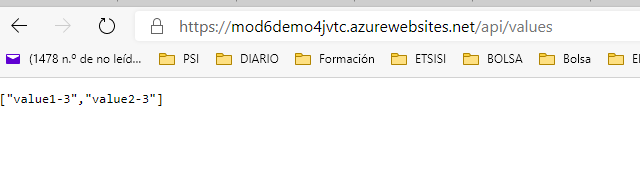 https://mod6demo4jvtc.azurewebsites.net/api/values
(1478 n.º de no leíd... PSI DIARIO Formación ETSISI BOLSA Bolsa
["value1-3","value2-3"]